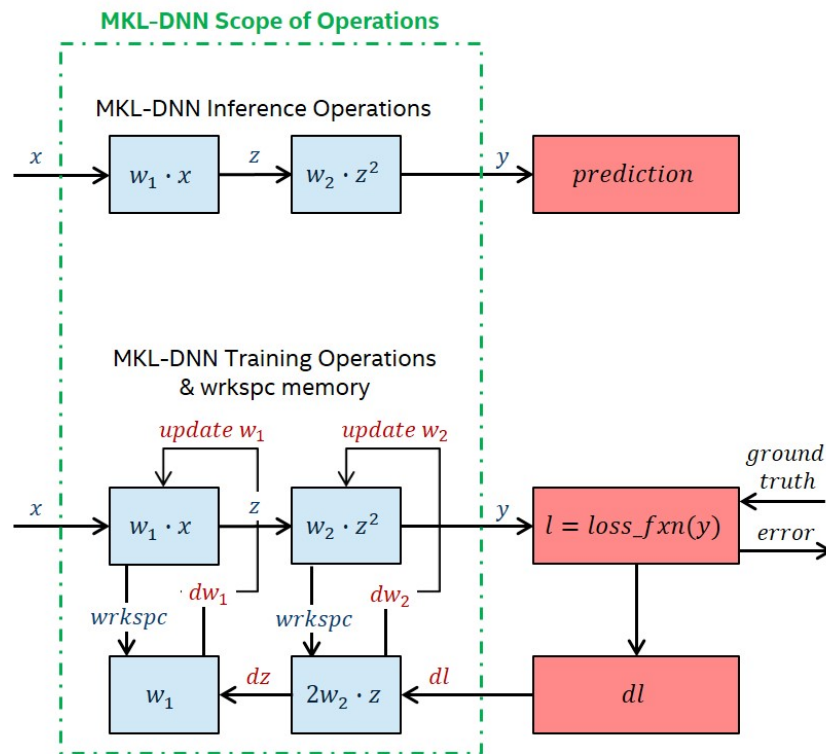 MKL-DNN Scope of Operations
MKL-DNN Inference Operations
x
w₁ · x
z
w₂ · z²
y
prediction
MKL-DNN Training Operations
& wrkspc memory
update w₁
update w₂
x
w₁ · x
z
w₂ · z²
y
l = loss_fxn(y)
ground
truth
error
wrkspc
dw₁
wrkspc
dw₂
w₁
dz
2w₂ · z
dl
dl